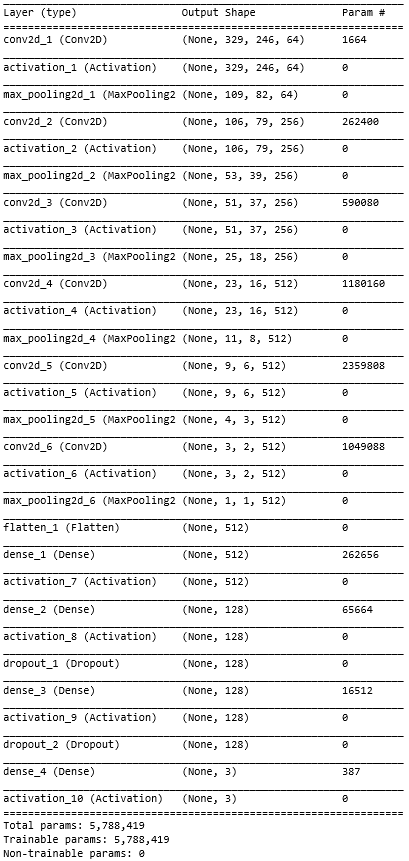 Layer (type) Output Shape Param #
conv2d_1 (Conv2D) (None, 329, 246, 64) 1664
activation_1 (Activation) (None, 329, 246, 64) 0
max_pooling2d_1 (MaxPooling2 (None, 109, 82, 64) 0
conv2d_2 (Conv2D) (None, 106, 79, 256) 262400
activation_2 (Activation) (None, 106, 79, 256) 0
max_pooling2d_2 (MaxPooling2 (None, 53, 39, 256) 0
conv2d_3 (Conv2D) (None, 51, 37, 256) 590080
activation_3 (Activation) (None, 51, 37, 256) 0
max_pooling2d_3 (MaxPooling2 (None, 25, 18, 256) 0
conv2d_4 (Conv2D) (None, 23, 16, 512) 1180160
activation_4 (Activation) (None, 23, 16, 512) 0
max_pooling2d_4 (MaxPooling2 (None, 11, 8, 512) 0
conv2d_5 (Conv2D) (None, 9, 6, 512) 2359808
activation_5 (Activation) (None, 9, 6, 512) 0
max_pooling2d_5 (MaxPooling2 (None, 4, 3, 512) 0
conv2d_6 (Conv2D) (None, 3, 2, 512) 1049088
activation_6 (Activation) (None, 3, 2, 512) 0
max_pooling2d_6 (MaxPooling2 (None, 1, 1, 512) 0
flatten_1 (Flatten) (None, 512) 0
dense_1 (Dense) (None, 512) 262656
activation_7 (Activation) (None, 512) 0
dense_2 (Dense) (None, 128) 65664
activation_8 (Activation) (None, 128) 0
dropout_1 (Dropout) (None, 128) 0
dense_3 (Dense) (None, 128) 16512
activation_9 (Activation) (None, 128) 0
dropout_2 (Dropout) (None, 128) 0
dense_4 (Dense) (None, 3) 387
activation_10 (Activation) (None, 3) 0
Total params: 5,788,419
Trainable params: 5,788,419
Non-trainable params: 0